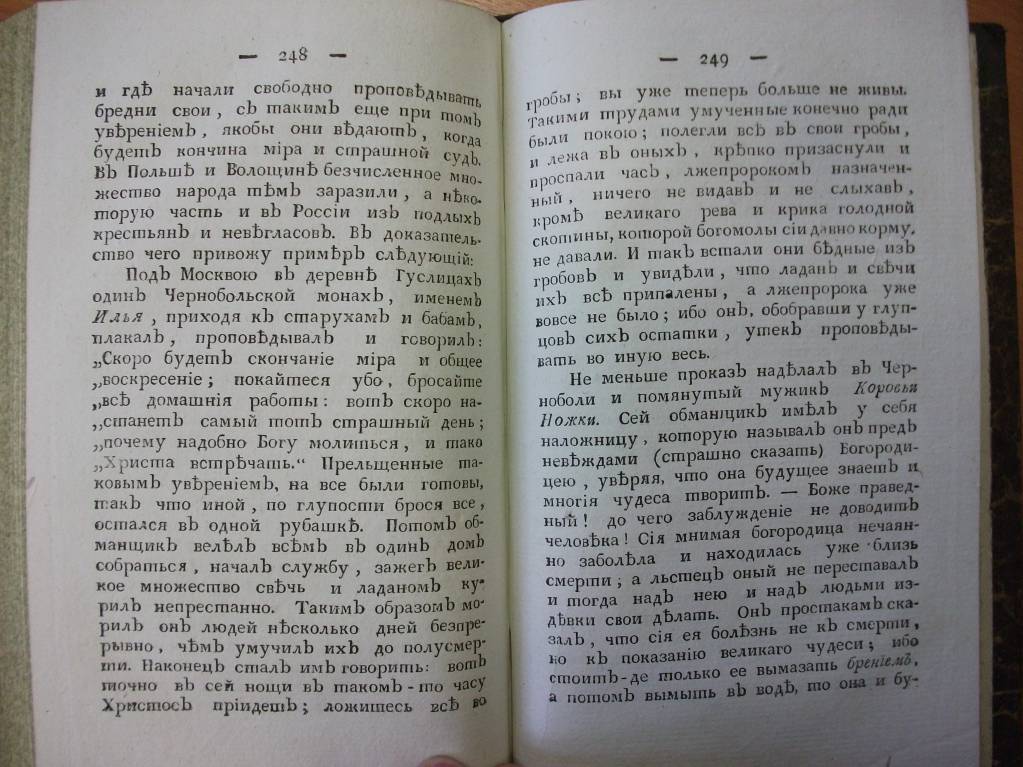 — 248 —
и гдѣ начали свободно проповѣдывать
бредни свои, съ такимъ еще при томъ
увѣреніемъ, якобы они вѣдаютъ, когда
будетъ кончина міра и страшной судъ.
Въ Польшѣ и Волощинѣ безчисленное мно-
жество народа тѣмъ заразили, а нѣко-
торую часть и въ Россіи изъ подлыхъ
крестьянъ и невѣгласовъ. Въ доказатель-
ство чего привожу примѣръ слѣдующій:
Подъ Москвою въ деревнѣ Гуслицахъ
одинъ Чернобольской монахъ, именемъ
Илья, приходя къ старухамъ и бабамъ,
плакалъ, проповѣдывалъ и говорилъ:
„Скоро будетъ скончаніе міра и общее
„воскресеніе; покайтеся убо, бросайте
„всѣ домашнія работы: вотъ скоро на-
„станетъ самый тотъ страшный день;
„почему надобно Богу молиться, и тако
„Христа встрѣчать.“ Прельщенные та-
ковымъ увѣреніемъ, на все были готовы,
такъ что иной, по глупости брося все,
остался въ одной рубашкѣ. Потомъ об-
манщикъ велѣлъ всѣмъ въ одинъ домъ
собраться, началъ службу, зажегъ вели-
кое множество свѣчь и ладаномъ ку-
рилъ непрестанно. Такимъ образомъ мо-
рилъ онъ людей нѣсколько дней безпре-
рывно, чѣмъ умучилъ ихъ до полусмер-
ти. Наконецъ сталъ имъ говорить: вотъ
точно въ сей нощи въ такомъ-то часу
Христосъ пріидетъ; ложитесь всѣ во
— 249 —
гробы; вы уже теперь больше не живы.
Такими трудами умученные конечно ради
были покою; полегли всѣ въ свои гробы,
и лежа въ оныхъ, крѣпко призаснули и
проспали часъ, лжепророкомъ назначен-
ный, ничего не видавъ и не слыхавъ,
кромѣ великаго рева и крика голодной
скотины, которой богомолы сіи давно корму
не давали. И такъ встали они бѣдные изъ
гробовъ и увидѣли, что ладанъ и свѣчи
ихъ всѣ припалены, а лжепророка уже
вовсе не было; ибо онъ, обобравши у глуп-
цовъ сихъ остатки, утекъ проповѣды-
вать во иную весь.
Не меньше проказъ надѣлалъ въ Чер-
ноболи и помянутый мужикъ Коровьи
Ножки. Сей обманщикъ имѣлъ у себя
наложницу, которую называлъ онъ предъ
невѣждами (страшно сказать) Богороди-
цею, увѣряя, что она будущее знаетъ и
многія чудеса творитъ. — Боже правед-
ный! до чего заблужденіе не доводитъ
человѣка! Сія мнимая богородица нечаян-
но заболѣла и находилась уже близь
смерти; а льстецъ оный не переставалъ
и тогда надъ нею и надъ людьми из-
дѣвки свои дѣлать. Онъ простакамъ ска-
залъ, что сія ея болѣзнь не къ смерти,
но къ показанію великаго чудеси; ибо
стоитъ-де только ее вымазать бреніемъ,
а потомъ вымыть въ водѣ, то она и бу-